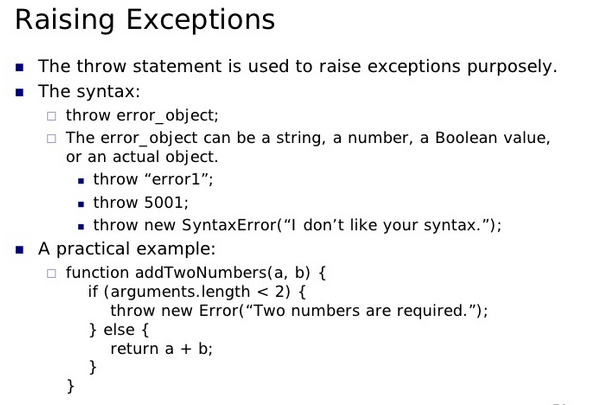 Raising Exceptions
The throw statement is used to raise exceptions purposely.
The syntax:
throw error_object;
The error_object can be a string, a number, a Boolean value,
or an actual object.
throw “error1”;
throw 5001;
throw new SyntaxError(“I don’t like your syntax.”);
A practical example:
function addTwoNumbers(a, b) {
if (arguments.length < 2) {
throw new Error(“Two numbers are required.”);
} else {
return a + b;
}
}